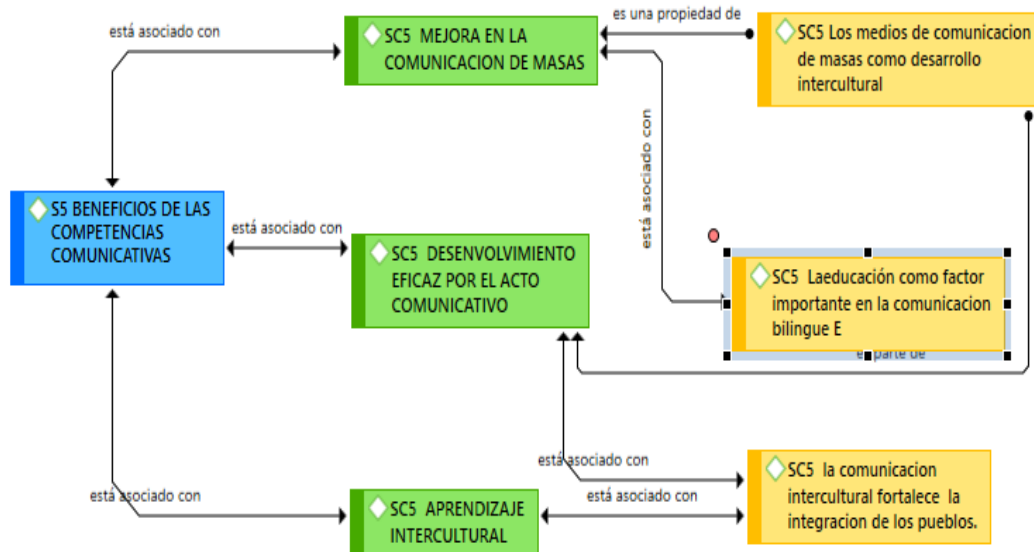 está asociado con
SC5 MEJORA EN LA
COMUNICACION DE MASAS
es una propiedad de
SC5 Los medios de comunicacion
de masas como desarrollo
intercultural
está asociado con
S5 BENEFICIOS DE LAS
COMPETENCIAS
COMUNICATIVAS
está asociado con
SC5 DESENVOLVIMIENTO
EFICAZ POR EL ACTO
COMUNICATIVO
SC5 Laeducación como factor
importante en la comunicacion
bilingue E
es parte de
está asociado con
SC5 la comunicacion
intercultural fortalece la
integracion de los pueblos.
está asociado con
está asociado con
SC5 APRENDIZAJE
INTERCULTURAL